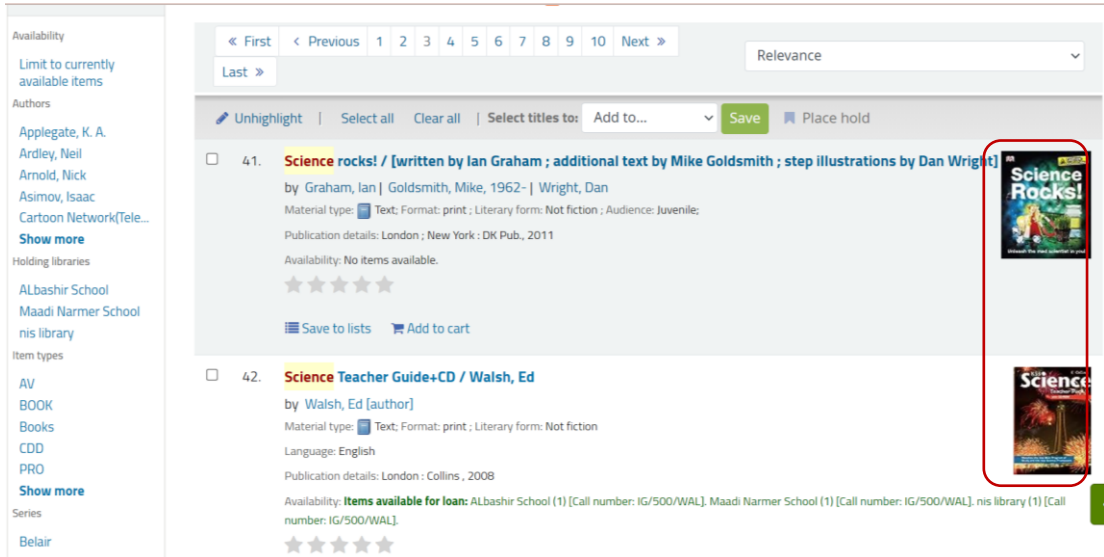 Availability
Limit to currently
available items
Authors
Applegate, K. A.
Ardley, Neil
Arnold, Nick
Asimov, Isaac
Cartoon Network(Tele...
Show more
Holding libraries
ALbashir School
Maadi Narmer School
nis library
Item types
AV
BOOK
Books
CDD
PRO
Show more
Series
Belair
« First ‹ Previous 1 2 3 4 5 6 7 8 9 10 Next »
Last »
Relevance
Unhighlight | Select all Clear all | Select titles to: Add to... Save Place hold
41. Science rocks! / [written by Ian Graham ; additional text by Mike Goldsmith ; step illustrations by Dan Wright]
by Graham, Ian | Goldsmith, Mike, 1962- | Wright, Dan
Material type: Text; Format: print ; Literary form: Not fiction ; Audience: Juvenile;
Publication details: London ; New York : DK Pub., 2011
Availability: No items available.
Save to lists Add to cart
DK
Science
Rocks!
Unleash the mad scientist in you!
42. Science Teacher Guide+CD / Walsh, Ed
by Walsh, Ed [author]
Material type: Text; Format: print ; Literary form: Not fiction
Language: English
Publication details: London : Collins , 2008
Availability: Items available for loan: ALbashir School (1) [Call number: IG/500/WAL]. Maadi Narmer School (1) [Call number: IG/500/WAL]. nis library (1) [Call
number: IG/500/WAL].
Science